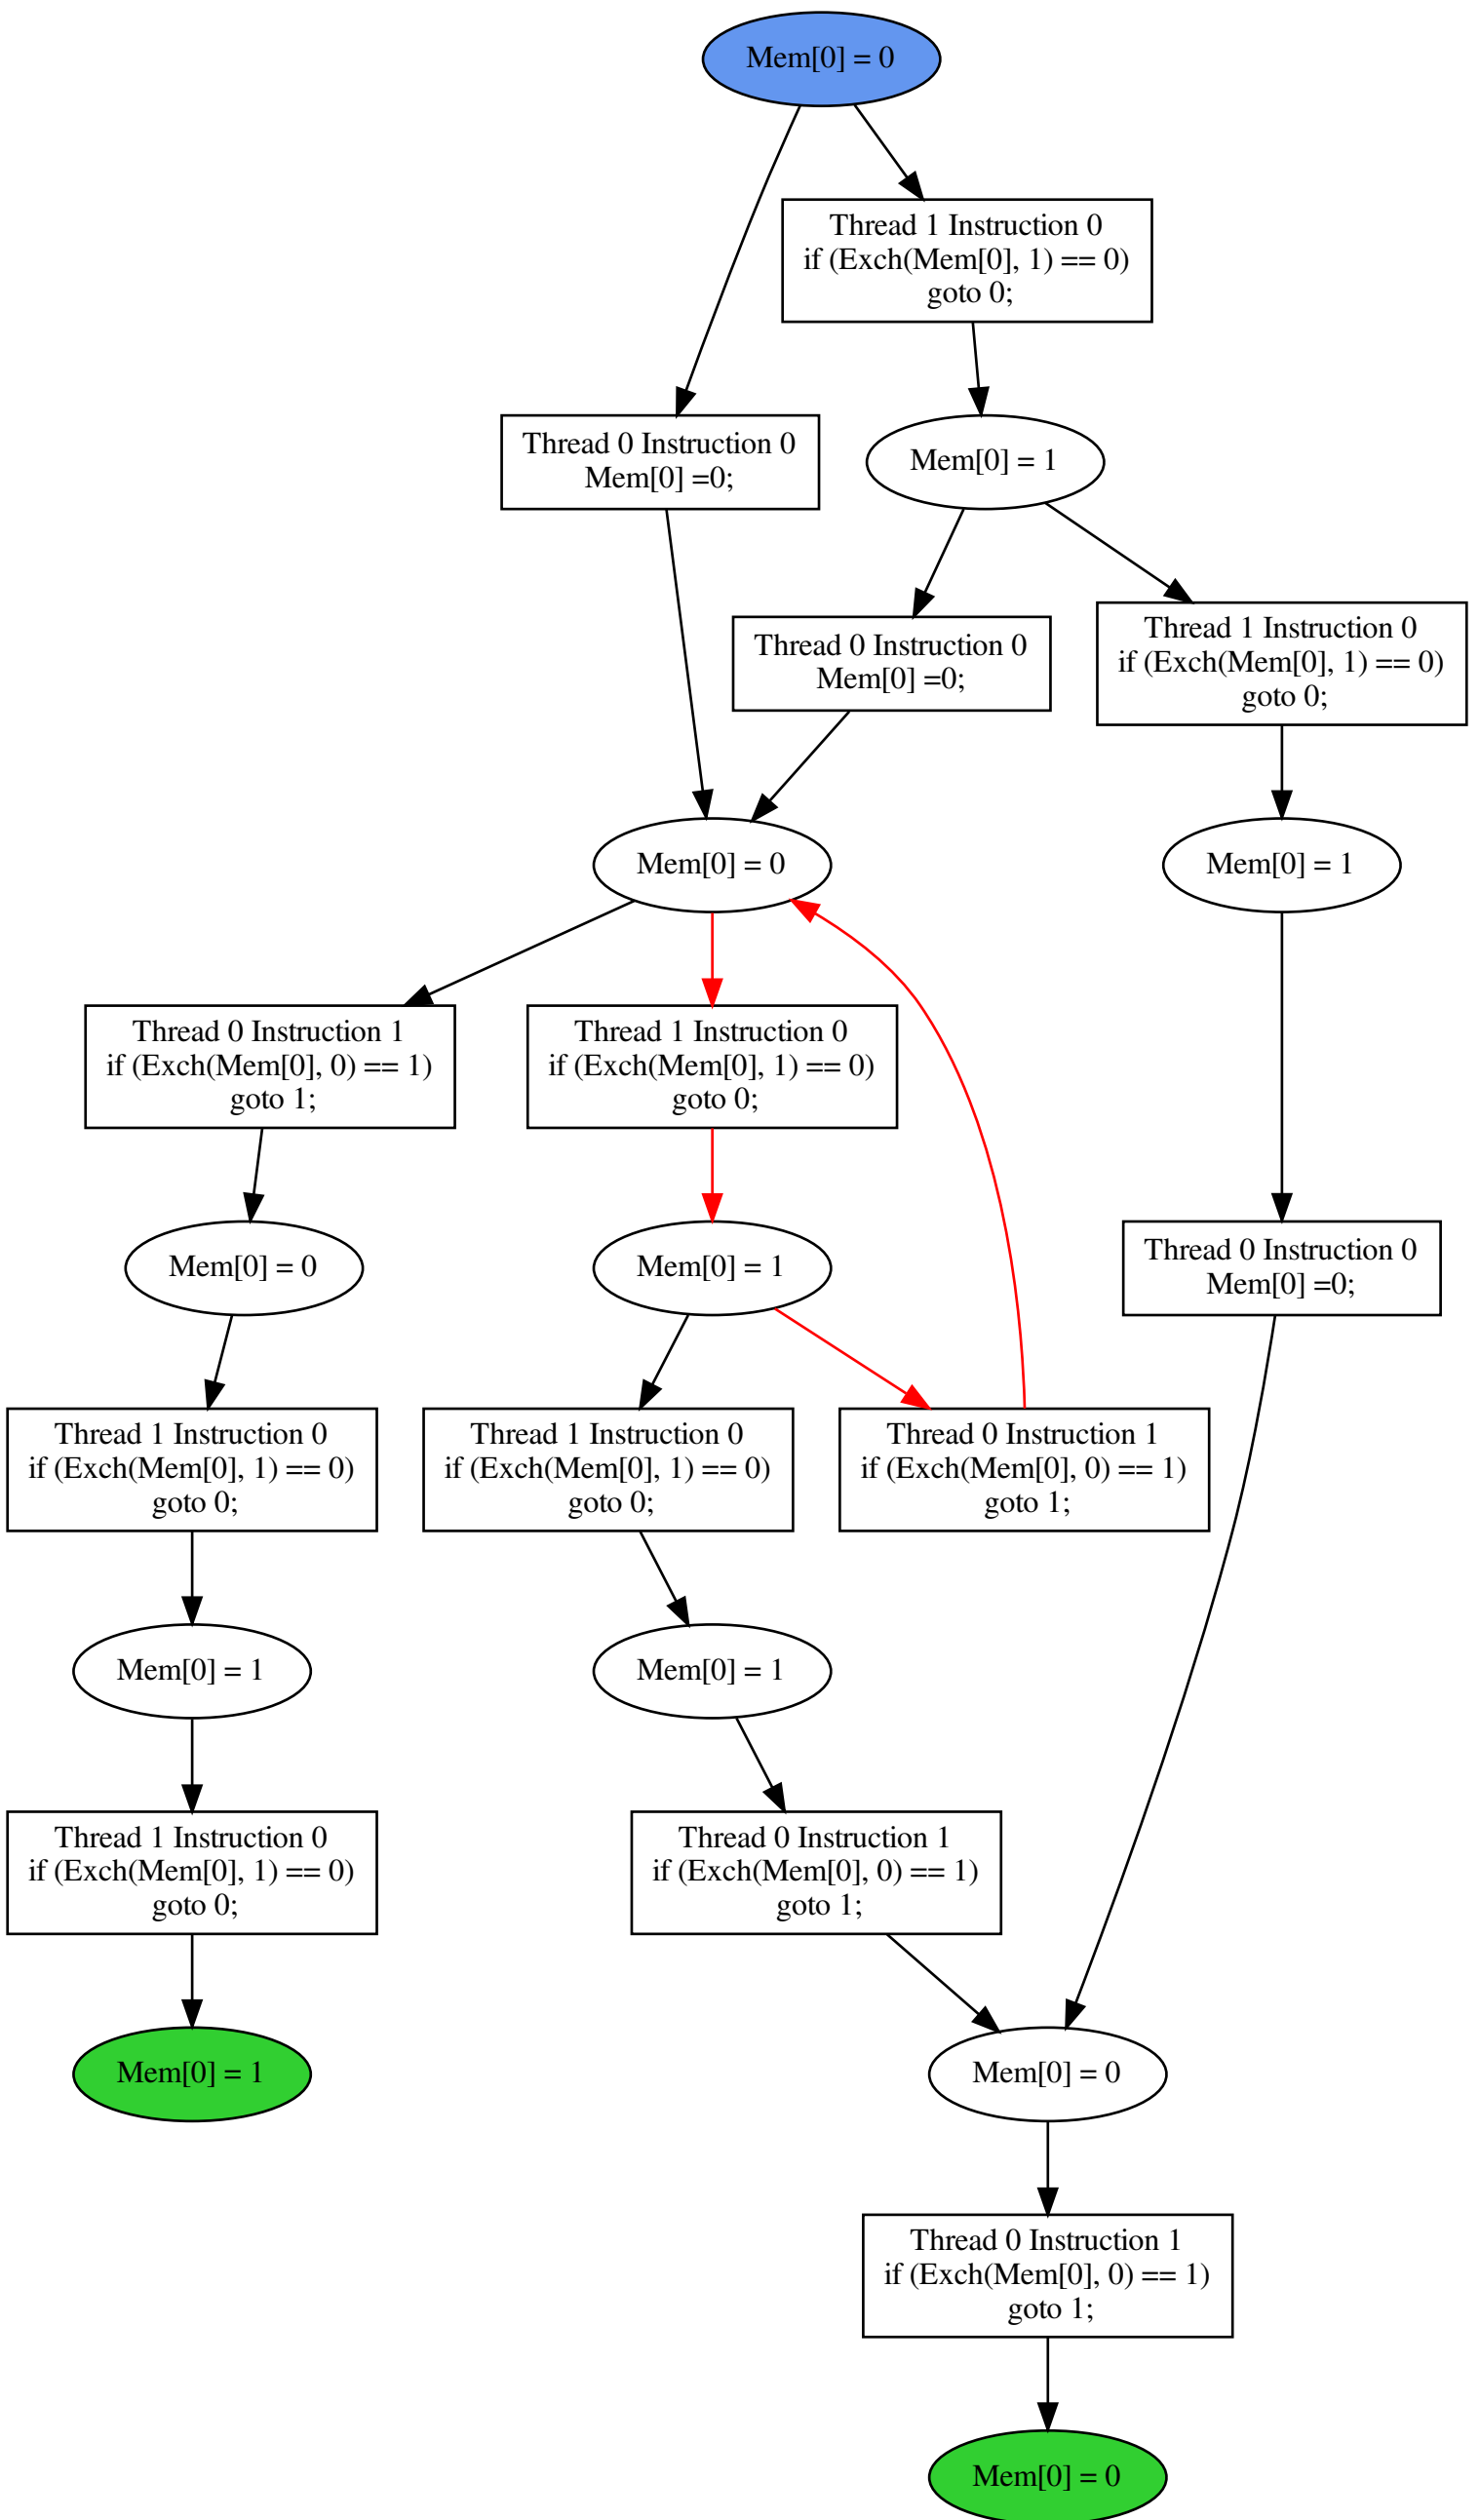 Mem[0] = 0
Thread 1 Instruction 0
if (Exch(Mem[0], 1) == 0)
goto 0;
Thread 0 Instruction 0
Mem[0] =0;
Mem[0] = 1
Thread 0 Instruction 0
Mem[0] =0;
Thread 1 Instruction 0
if (Exch(Mem[0], 1) == 0)
goto 0;
Mem[0] = 0
Mem[0] = 1
Thread 0 Instruction 1
if (Exch(Mem[0], 0) == 1)
goto 1;
Thread 1 Instruction 0
if (Exch(Mem[0], 1) == 0)
goto 0;
Mem[0] = 0
Mem[0] = 1
Thread 0 Instruction 0
Mem[0] =0;
Thread 1 Instruction 0
if (Exch(Mem[0], 1) == 0)
goto 0;
Thread 1 Instruction 0
if (Exch(Mem[0], 1) == 0)
goto 0;
Thread 0 Instruction 1
if (Exch(Mem[0], 0) == 1)
goto 1;
Mem[0] = 1
Mem[0] = 1
Thread 1 Instruction 0
if (Exch(Mem[0], 1) == 0)
goto 0;
Thread 0 Instruction 1
if (Exch(Mem[0], 0) == 1)
goto 1;
Mem[0] = 1
Mem[0] = 0
Thread 0 Instruction 1
if (Exch(Mem[0], 0) == 1)
goto 1;
Mem[0] = 0